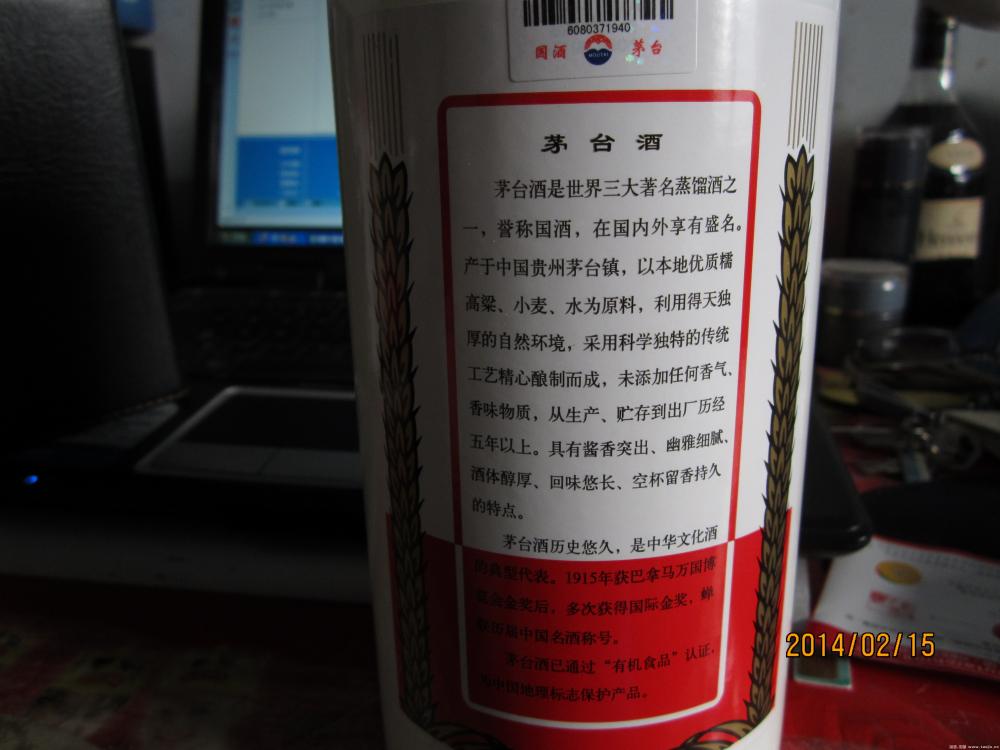 6080371940
国酒 MOUTAI 茅台
茅台酒
茅台酒是世界三大著名蒸馏酒之
一，誉称国酒，在国内外享有盛名。
产于中国贵州茅台镇，以本地优质糯
高粱、小麦、水为原料，利用得天独
厚的自然环境，采用科学独特的传统
工艺精心酿制而成，未添加任何香气、
香味物质，从生产、贮存到出厂历经
五年以上。具有酱香突出、幽雅细腻、
酒体醇厚、回味悠长、空杯留香持久
的特点。
茅台酒历史悠久，是中华文化酒
的典型代表。1915年获巴拿马万国博
览会金奖后，多次获得国际金奖，蝉
联历届中国名酒称号。
茅台酒已通过“有机食品”认证，
为中国地理标志保护产品。
2014/02/15